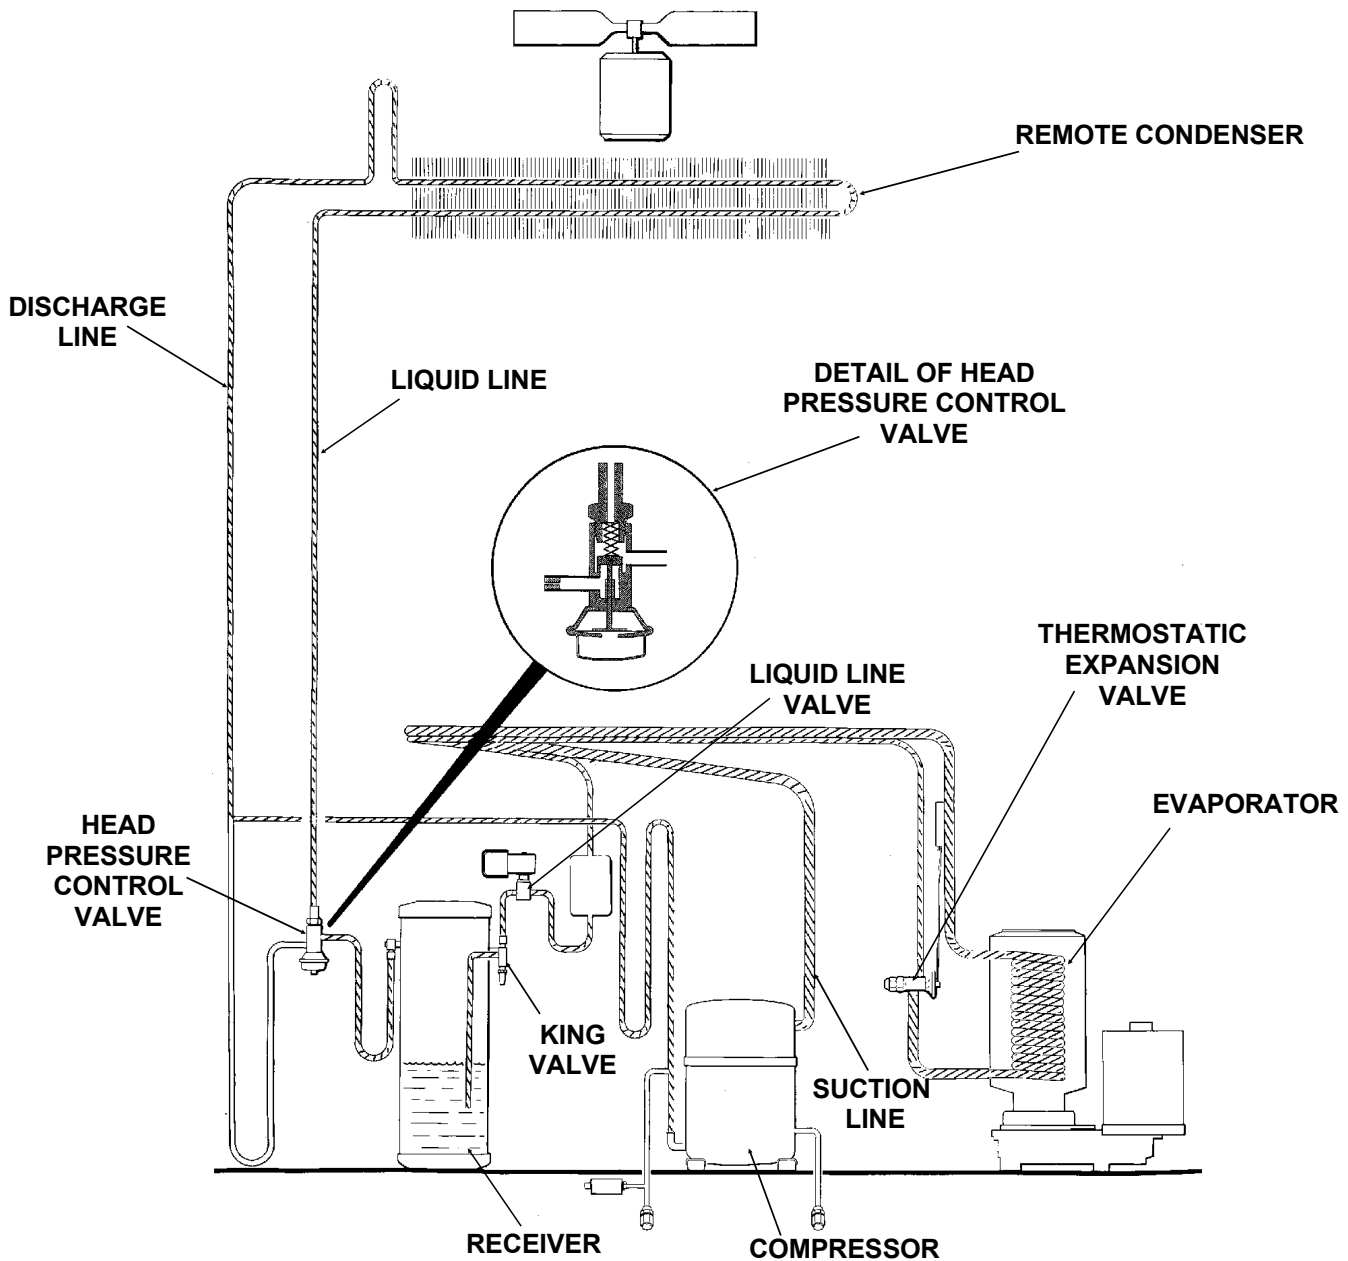 REMOTE CONDENSER
DISCHARGE
LINE
LIQUID LINE
DETAIL OF HEAD
PRESSURE CONTROL
VALVE
THERMOSTATIC
EXPANSION
VALVE
LIQUID LINE
VALVE
EVAPORATOR
HEAD
PRESSURE
CONTROL
VALVE
KING
VALVE
SUCTION
LINE
RECEIVER
COMPRESSOR